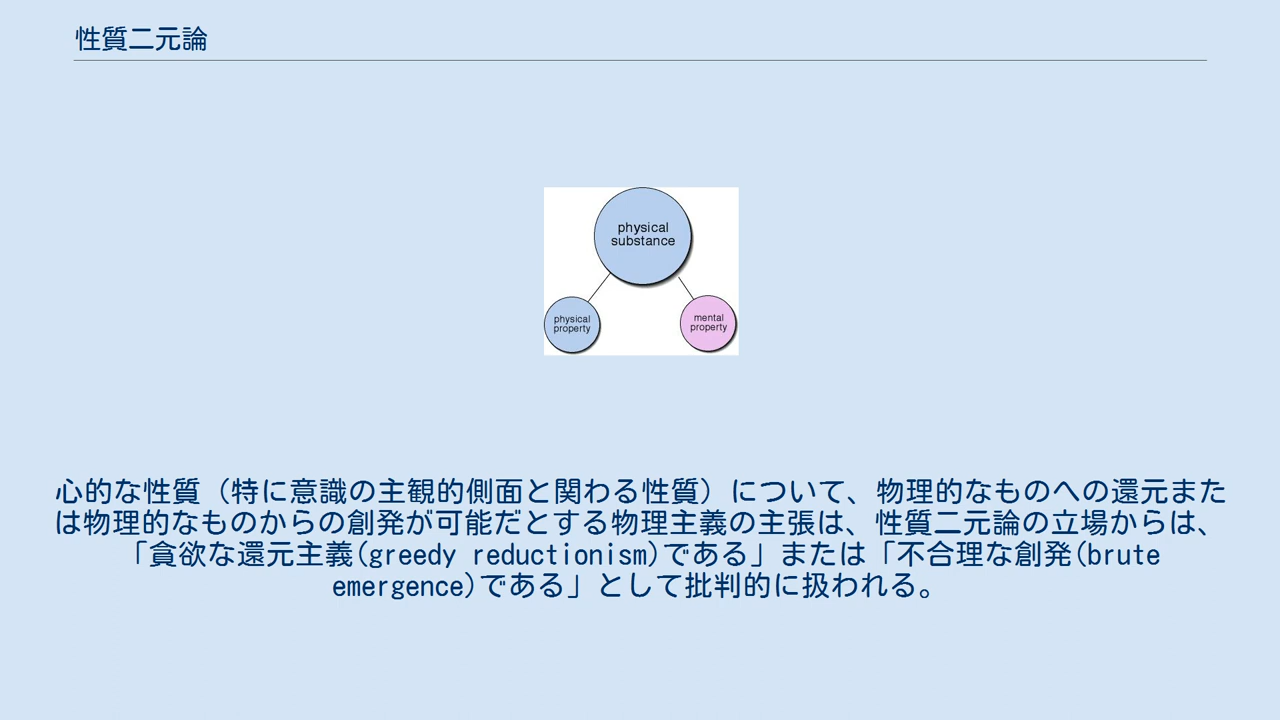 性質二元論
physical
substance
physical
property
mental
property
心的な性質（特に意識の主観的側面と関わる性質）について、物理的なものへの還元また
は物理的なものからの創発が可能だとする物理主義の主張は、性質二元論の立場からは、
「貪欲な還元主義(greedy reductionism)である」または「不合理な創発(brute
emergence)である」として批判的に扱われる。